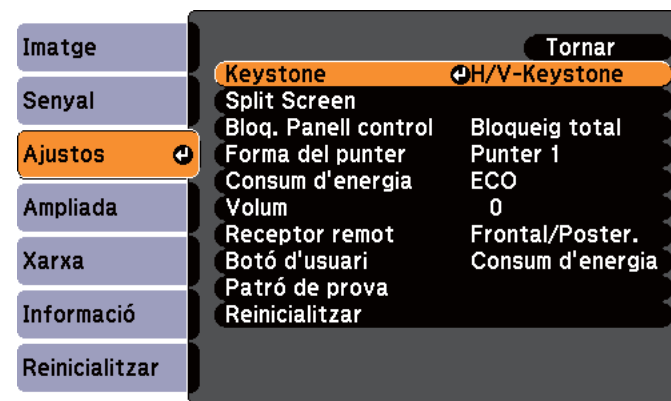 Imatge
Senyal
Ajustos
Ampliada
Xarxa
Informació
Reinicialitzar
Tornar
Keystone H/V-Keystone
Split Screen
Bloq. Panell control Bloqueig total
Forma del punter Punter 1
Consum d'energia ECO
Volum 0
Receptor remot Frontal/Poster.
Botó d'usuari Consum d'energia
Patró de prova
Reinicialitzar